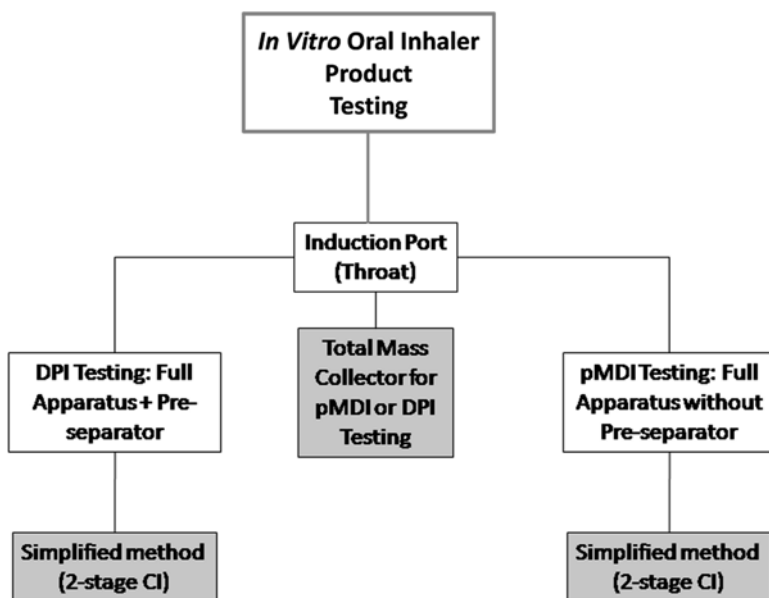 In Vitro Oral Inhaler
Product
Testing
Induction Port
(Throat)
DPI Testing: Full
Apparatus + Pre-
separator
Total Mass
Collector for
pMDI or DPI
Testing
pMDI Testing: Full
Apparatus without
Pre-separator
Simplified method
(2-stage CI)
Simplified method
(2-stage CI)